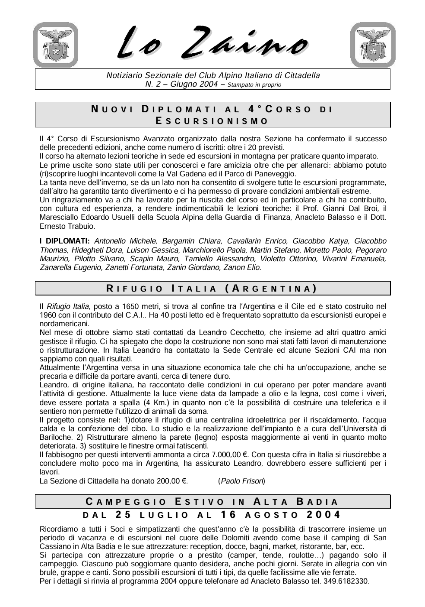 Lo Zaino
Notiziario Sezionale del Club Alpino Italiano di Cittadella
N. 2 – Giugno 2004 – Stampato in proprio
NUOVI DIPLOMATI AL 4° CORSO DI
ESCURSIONISMO
Il 4° Corso di Escursionismo Avanzato organizzato dalla nostra Sezione ha confermato il successo
delle precedenti edizioni, anche come numero di iscritti: oltre i 20 previsti.
Il corso ha alternato lezioni teoriche in sede ed escursioni in montagna per praticare quanto imparato.
Le prime uscite sono state utili per conoscerci e fare amicizia oltre che per allenarci: abbiamo potuto
(ri)scoprire luoghi incantevoli come la Val Gadena ed il Parco di Paneveggio.
La tanta neve dell'inverno, se da un lato non ha consentito di svolgere tutte le escursioni programmate,
dall'altro ha garantito tanto divertimento e ci ha permesso di provare condizioni ambientali estreme.
Un ringraziamento va a chi ha lavorato per la riuscita del corso ed in particolare a chi ha contribuito,
con cultura ed esperienza, a rendere indimenticabili le lezioni teoriche: il Prof. Gianni Dal Broi, il
Maresciallo Edoardo Usuelli della Scuola Alpina della Guardia di Finanza, Anacleto Balasso e il Dott.
Ernesto Trabuio.
I DIPLOMATI: Antonello Michele, Bergamin Chiara, Cavallarin Enrico, Giacobbo Katya, Giacobbo
Thomas, Hidegheti Dora, Luison Gessica, Marchiorello Paola, Martin Stefano, Moretto Paolo, Pegoraro
Maurizio, Pilotto Silvano, Scapin Mauro, Tamiello Alessandro, Violetto Ottorino, Vivarini Emanuela,
Zanarella Eugenio, Zanetti Fortunata, Zanin Giordano, Zanon Elio.
RIFUGIO ITALIA (ARGENTINA)
Il Rifugio Italia, posto a 1650 metri, si trova al confine tra l'Argentina e il Cile ed è stato costruito nel
1960 con il contributo del C.A.I.. Ha 40 posti letto ed è frequentato soprattutto da escursionisti europei e
nordamericani.
Nel mese di ottobre siamo stati contattati da Leandro Cecchetto, che insieme ad altri quattro amici
gestisce il rifugio. Ci ha spiegato che dopo la costruzione non sono mai stati fatti lavori di manutenzione
o ristrutturazione. In Italia Leandro ha contattato la Sede Centrale ed alcune Sezioni CAI ma non
sappiamo con quali risultati.
Attualmente l'Argentina versa in una situazione economica tale che chi ha un'occupazione, anche se
precaria e difficile da portare avanti, cerca di tenere duro.
Leandro, di origine italiana, ha raccontato delle condizioni in cui operano per poter mandare avanti
l'attività di gestione. Attualmente la luce viene data da lampade a olio e la legna, così come i viveri,
deve essere portata a spalla (4 Km.) in quanto non c'è la possibilità di costruire una teleferica e il
sentiero non permette l'utilizzo di animali da soma.
Il progetto consiste nel: 1)dotare il rifugio di una centralina idroelettrica per il riscaldamento, l'acqua
calda e la confezione del cibo. Lo studio e la realizzazione dell'impianto è a cura dell'Università di
Bariloche. 2) Ristrutturare almeno la parete (legno) esposta maggiormente ai venti in quanto molto
deteriorata. 3) sostituire le finestre ormai fatiscenti.
Il fabbisogno per questi interventi ammonta a circa 7.000,00 €. Con questa cifra in Italia si riuscirebbe a
concludere molto poco ma in Argentina, ha assicurato Leandro, dovrebbero essere sufficienti per i
lavori.
La Sezione di Cittadella ha donato 200.00 €. (Paolo Frison)
CAMPEGGIO ESTIVO IN ALTA BADIA
DAL 25 LUGLIO AL 16 AGOSTO 2004
Ricordiamo a tutti i Soci e simpatizzanti che quest'anno c'è la possibilità di trascorrere insieme un
periodo di vacanza e di escursioni nel cuore delle Dolomiti avendo come base il camping di San
Cassiano in Alta Badia e le sue attrezzature: reception, docce, bagni, market, ristorante, bar, ecc.
Si partecipa con attrezzature proprie o a prestito (camper, tende, roulotte…) pagando solo il
campeggio. Ciascuno può soggiornare quanto desidera, anche pochi giorni. Serate in allegria con vin
brulè, grappe e canti. Sono possibili escursioni di tutti i tipi, da quelle facilissime alle vie ferrate.
Per i dettagli si rinvia al programma 2004 oppure telefonare ad Anacleto Balasso tel. 349.6182330.